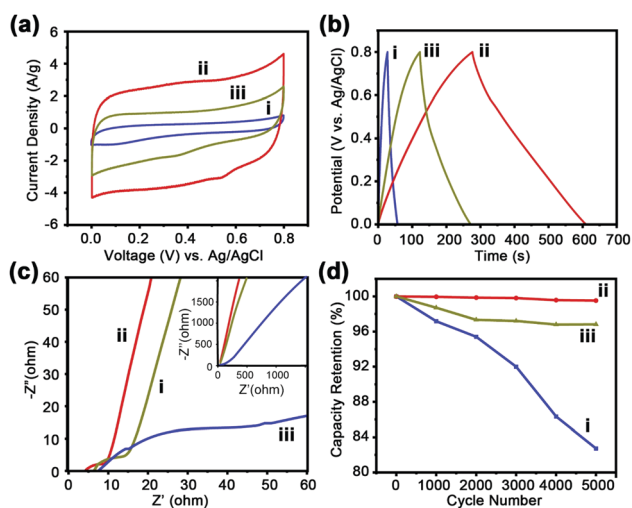 (a)
6
4
2
0
-2
-4
-6
Current Density (A/g)
ii
iii
i
0.0 0.2 0.4 0.6 0.8
Voltage (V) vs. Ag/AgCl
(b)
1.0
0.8
0.6
0.4
0.2
0.0
Potential (V vs. Ag/AgCl)
i
iii
ii
0 100 200 300 400 500 600 700
Time (s)
(c)
60
50
40
30
20
10
0
-Z''(ohm)
ii
i
iii
1500
1000
500
0
-Z''(ohm)
0 500 1000
Z'(ohm)
0 10 20 30 40 50 60
Z' (ohm)
(d)
100
96
92
88
84
80
Capacity Retention (%)
ii
iii
i
0 1000 2000 3000 4000 5000
Cycle Number